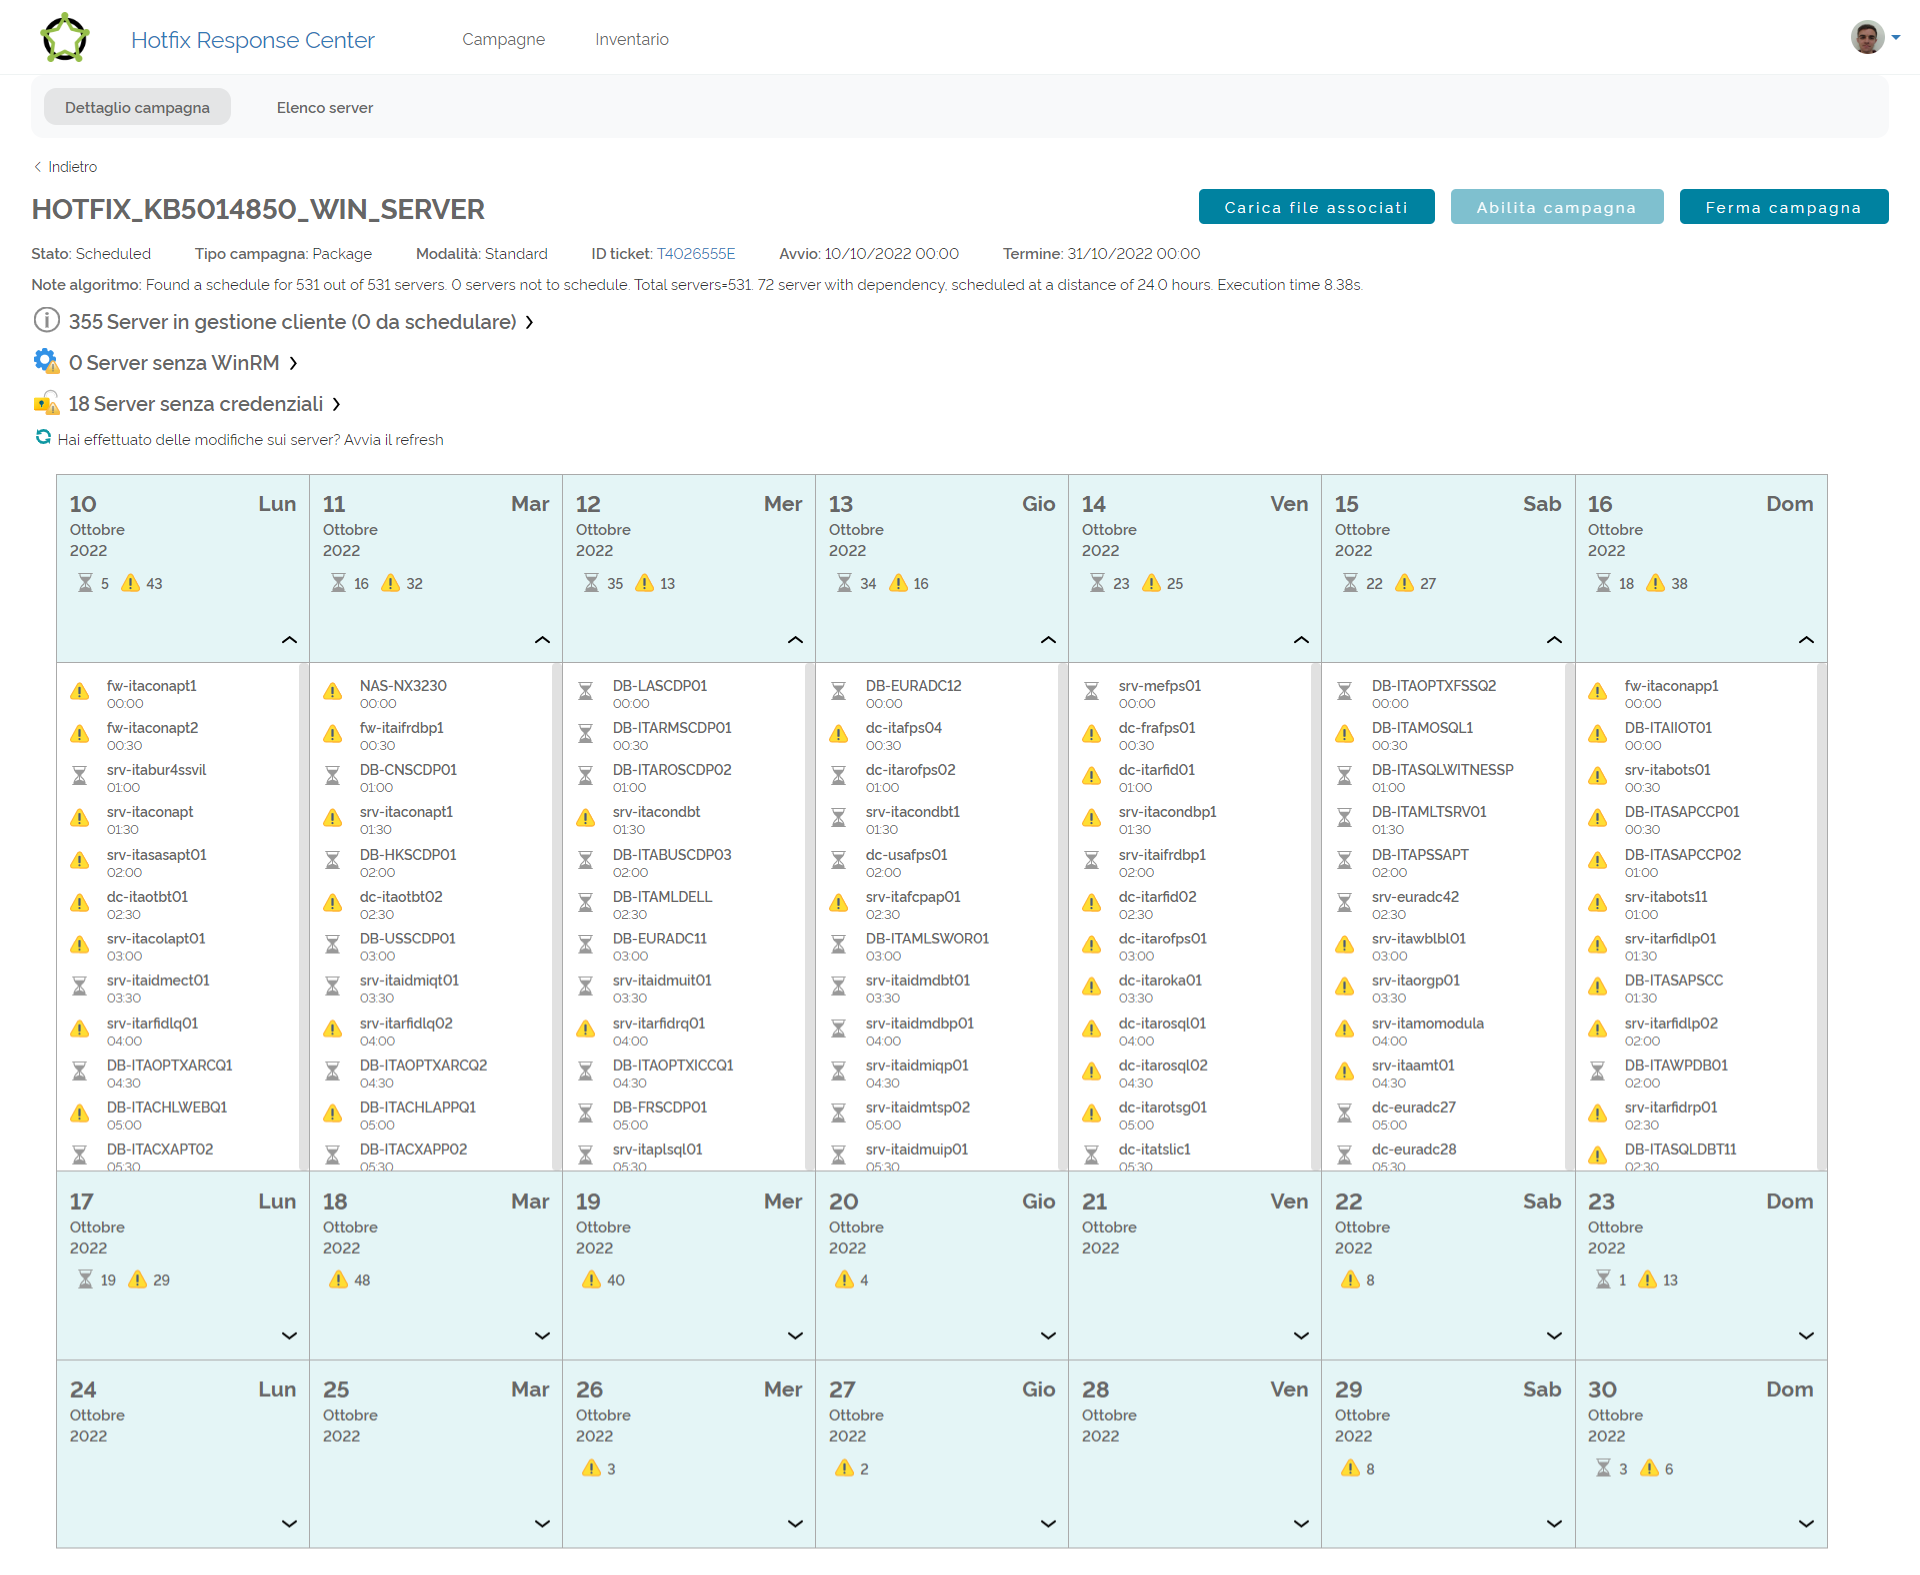 Hotfix Response Center
Campagne
Inventario
Dettaglio campagna
Elenco server
Indietro
HOTFIX_KB5014850_WIN_SERVER
Carica file associati
Abilita campagna
Ferma campagna
Stato: Scheduled Tipo campagna: Package Modalità: Standard ID ticket: T4026555E Avvio: 10/10/2022 00:00 Termine: 31/10/2022 00:00
Note algoritmo: Found a schedule for 531 out of 531 servers. 0 servers not to schedule. Total servers=531. 72 server with dependency, scheduled at a distance of 24.0 hours. Execution time 8.38s.
355 Server in gestione cliente (0 da schedulare)
0 Server senza WinRM
18 Server senza credenziali
Hai effettuato delle modifiche sui server? Avvia il refresh
10 Lun
Ottobre
2022
5 43
11 Mar
Ottobre
2022
16 32
12 Mer
Ottobre
2022
35 13
13 Gio
Ottobre
2022
34 16
14 Ven
Ottobre
2022
23 25
15 Sab
Ottobre
2022
22 27
16 Dom
Ottobre
2022
18 38
fw-itaconapt1
00:00
fw-itaconapt2
00:30
srv-itabur4ssvil
01:00
srv-itaconapt
01:30
srv-itasasapt01
02:00
dc-itaotbt01
02:30
srv-itacolapt01
03:00
srv-itaidmect01
03:30
srv-itarfidlq01
04:00
DB-ITAOPTXARCQ1
04:30
DB-ITACHLWEBQ1
05:00
DB-ITACXAPT02
05:30
NAS-NX3230
00:00
fw-itaifrdbp1
00:30
DB-CNSCDP01
01:00
srv-itaconapt1
01:30
DB-HKSCDP01
02:00
dc-itaotbt02
02:30
DB-USSCDP01
03:00
srv-itaidmiqt01
03:30
srv-itarfidlq02
04:00
DB-ITAOPTXARCQ2
04:30
DB-ITACHLAPPQ1
05:00
DB-ITACXAPP02
05:30
DB-LASCDP01
00:00
DB-ITARMSCDP01
00:30
DB-ITAROSCDP02
01:00
srv-itacondbt
01:30
DB-ITABUSCDP03
02:00
DB-ITAMLDELL
02:30
DB-EURADC11
03:00
srv-itaidmuit01
03:30
srv-itarfidrq01
04:00
DB-ITAOPTXICCQ1
04:30
DB-FRSCDP01
05:00
srv-itaplsql01
05:30
DB-EURADC12
00:00
dc-itafps04
00:30
dc-itarofps02
01:00
srv-itacondbt1
01:30
dc-usafps01
02:00
srv-itafcpap01
02:30
DB-ITAMLSWOR01
03:00
srv-itaidmdbt01
03:30
srv-itaidmdbp01
04:00
srv-itaidmiqp01
04:30
srv-itaidmtsp02
05:00
srv-itaidmuip01
05:30
srv-mefps01
00:00
dc-frafps01
00:30
dc-itarfid01
01:00
srv-itacondbp1
01:30
srv-itaifrdbp1
02:00
dc-itarfid02
02:30
dc-itarofps01
03:00
dc-itaroka01
03:30
dc-itarosql01
04:00
dc-itarosql02
04:30
dc-itarotsg01
05:00
dc-itatslic1
05:30
DB-ITAOPTXFSSQ2
00:00
DB-ITAMOSQL1
00:30
DB-ITASQLWITNESSP
01:00
DB-ITAMLTSRV01
01:30
DB-ITAPSSAPT
02:00
srv-euradc42
02:30
srv-itawblbl01
03:00
srv-itaorgp01
03:30
srv-itamomodula
04:00
srv-itaamt01
04:30
dc-euradc27
05:00
dc-euradc28
05:30
fw-itaconapp1
00:00
DB-ITAIIOT01
00:00
srv-itabots01
00:30
DB-ITASAPCCP01
00:30
DB-ITASAPCCP02
01:00
srv-itabots11
01:00
srv-itarfidlp01
01:30
DB-ITASAPSCC
01:30
srv-itarfidlp02
02:00
DB-ITAWPDB01
02:00
srv-itarfidrp01
02:30
DB-ITASQLDBT11
02:30
17 Lun
Ottobre
2022
19 29
18 Mar
Ottobre
2022
48
19 Mer
Ottobre
2022
40
20 Gio
Ottobre
2022
4
21 Ven
Ottobre
2022
22 Sab
Ottobre
2022
8
23 Dom
Ottobre
2022
1 13
24 Lun
Ottobre
2022
25 Mar
Ottobre
2022
26 Mer
Ottobre
2022
3
27 Gio
Ottobre
2022
2
28 Ven
Ottobre
2022
29 Sab
Ottobre
2022
8
30 Dom
Ottobre
2022
3 6